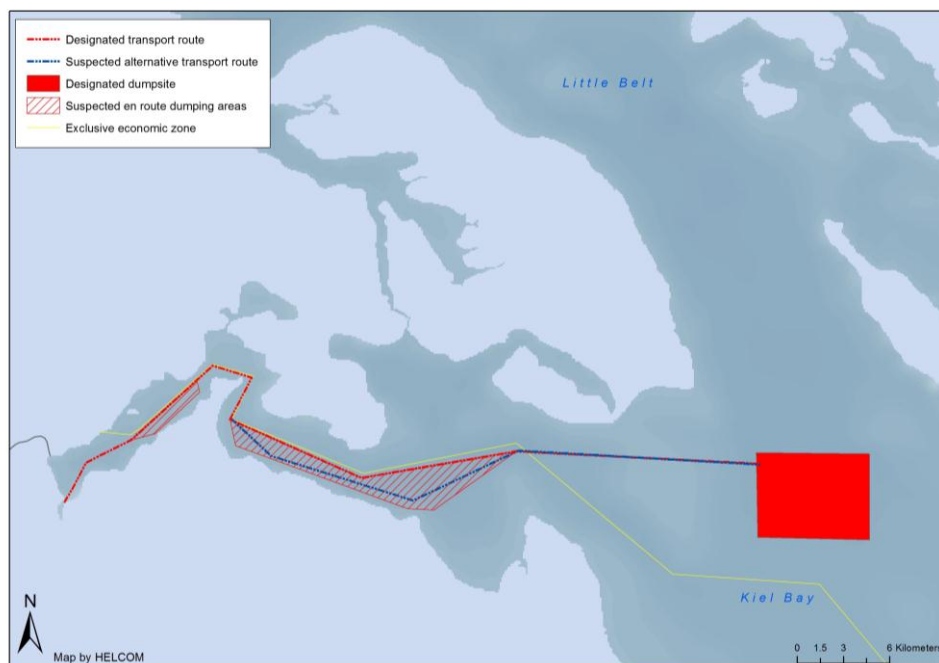 Designated transport route
Suspected alternative transport route
Designated dumpsite
Suspected en route dumping areas
Exclusive economic zone
Little Belt
Kiel Bay
N
Map by HELCOM
0 1.5 3 6 Kilometers